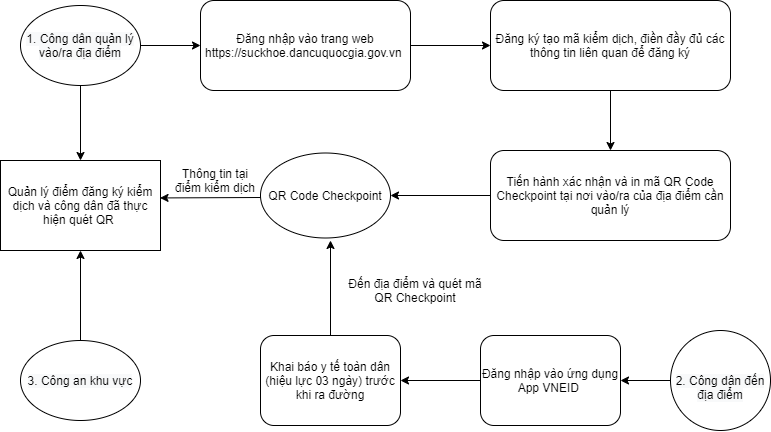 1. Công dân quản lý
vào/ra địa điểm
Đăng nhập vào trang web
https://suckhoe.dancuquocgia.gov.vn
Đăng ký tạo mã kiểm dịch, điền đầy đủ các
thông tin liên quan để đăng ký
Quản lý điểm đăng ký kiểm
dịch và công dân đã thực
hiện quét QR
Thông tin tại
điểm kiểm dịch
QR Code Checkpoint
Tiến hành xác nhận và in mã QR Code
Checkpoint tại nơi vào/ra của địa điểm cần
quản lý
Đến địa điểm và quét mã
QR Checkpoint
3. Công an khu vực
Khai báo y tế toàn dân
(hiệu lực 03 ngày) trước
khi ra đường
Đăng nhập vào ứng dụng
App VNEID
2. Công dân đến
địa điểm